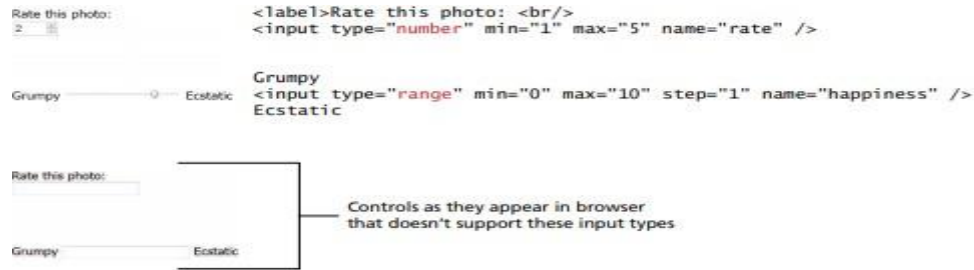 Rate this photo:
2
<label>Rate this photo: <br/>
<input type="number" min="1" max="5" name="rate" />
Grumpy
Ecstatic
Grumpy
<input type="range" min="0" max="10" step="1" name="happiness" />
Ecstatic
Rate this photo:
Grumpy
Ecstatic
Controls as they appear in browser
that doesn't support these input types